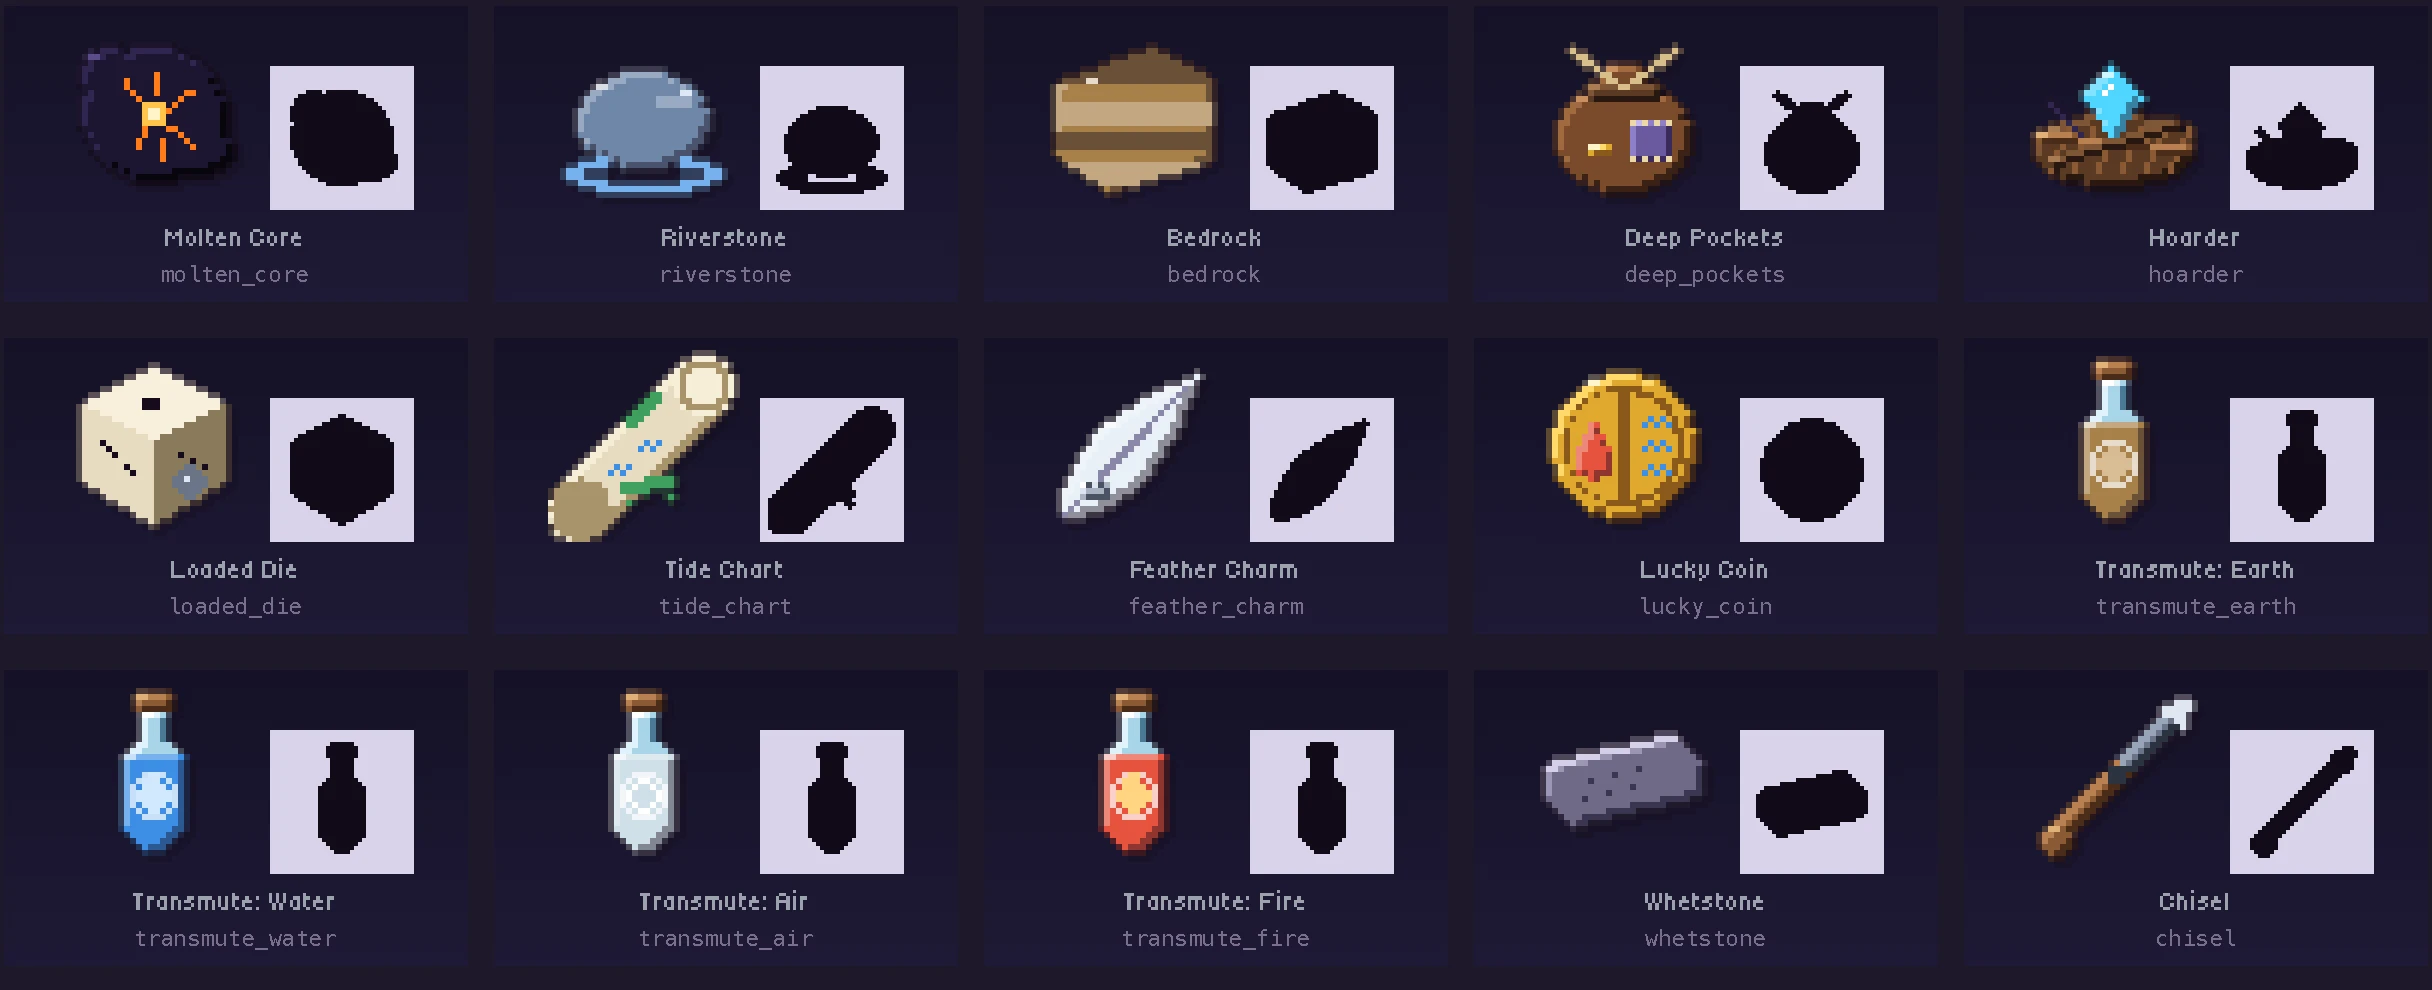 Molten Core
molten_core
Riverstone
riverstone
Bedrock
bedrock
Deep Pockets
deep_pockets
Hoarder
hoarder
Loaded Die
loaded_die
Tide Chart
tide_chart
Feather Charm
feather_charm
Lucky Coin
lucky_coin
Transmute: Earth
transmute_earth
Transmute: Water
transmute_water
Transmute: Air
transmute_air
Transmute: Fire
transmute_fire
Whetstone
whetstone
Chisel
chisel